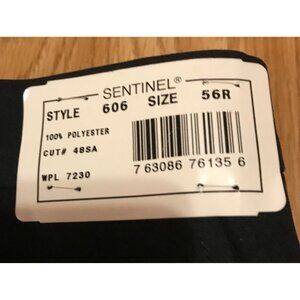 SENTINEL®
STYLE 606 SIZE 56R
100% POLYESTER
CUT# 48SA
WPL 7230
7 63086 76135 6